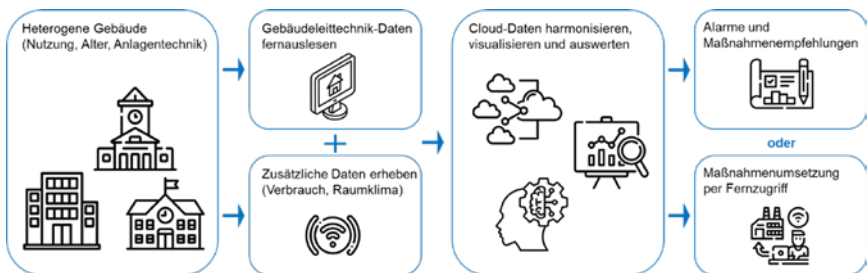 Heterogene Gebäude
(Nutzung, Alter, Anlagentechnik)
Gebäudeleittechnik-Daten
fernauslesen
+
Zusätzliche Daten erheben
(Verbrauch, Raumklima)
Cloud-Daten harmonisieren,
visualisieren und auswerten
Alarme und
Maßnahmenempfehlungen
oder
Maßnahmenumsetzung
per Fernzugriff